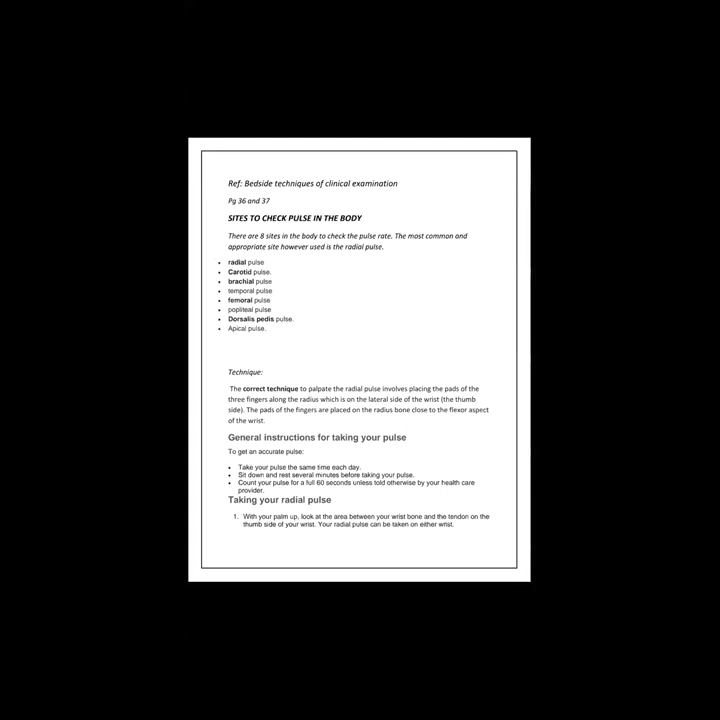 Ref: Bedside techniques of clinical examination
Pg 36 and 37
SITES TO CHECK PULSE IN THE BODY
There are 8 sites in the body to check the pulse rate. The most common and
appropriate site however used is the radial pulse.
• radial pulse
• Carotid pulse.
• brachial pulse
• temporal pulse
• femoral pulse
• popliteal pulse
• Dorsalis pedis pulse.
• Apical pulse.
Technique:
The correct technique to palpate the radial pulse involves placing the pads of the
three fingers along the radius which is on the lateral side of the wrist (the thumb
side). The pads of the fingers are placed on the radius bone close to the flexor aspect
of the wrist.
General instructions for taking your pulse
To get an accurate pulse:
• Take your pulse the same time each day.
• Sit down and rest several minutes before taking your pulse.
• Count your pulse for a full 60 seconds unless told otherwise by your health care
provider.
Taking your radial pulse
1. With your palm up, look at the area between your wrist bone and the tendon on the
thumb side of your wrist. Your radial pulse can be taken on either wrist.